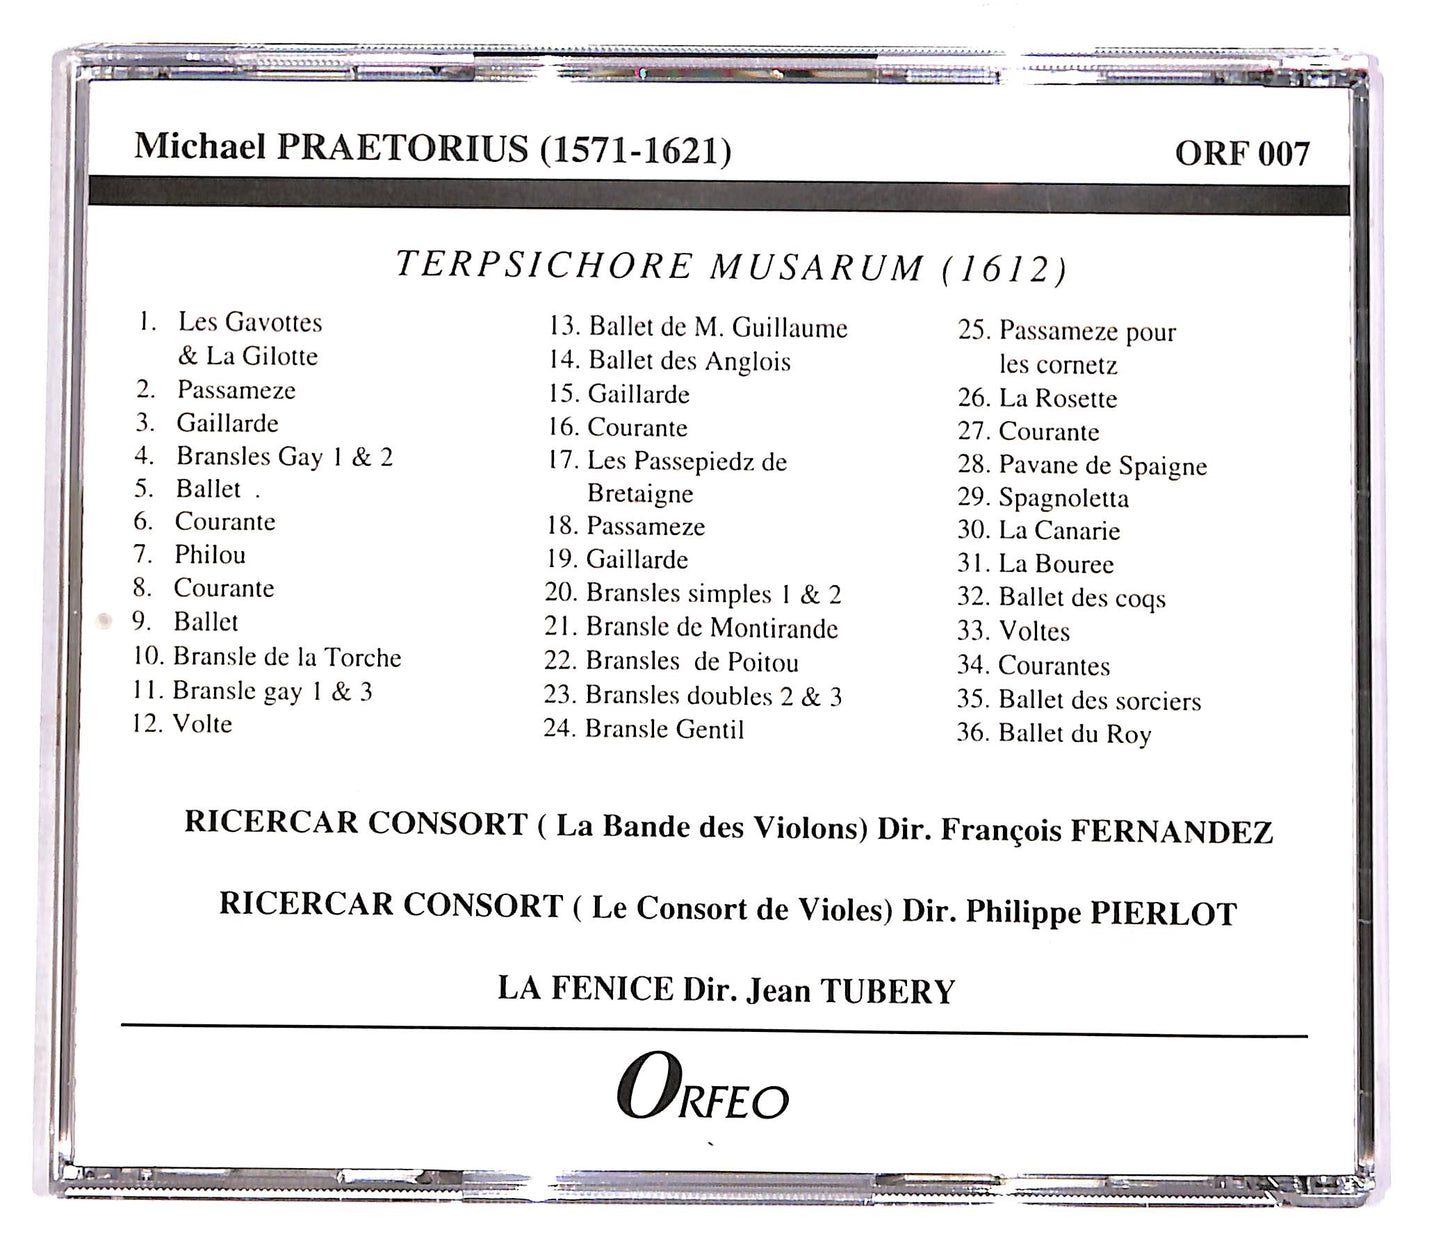 Michael PRAETORIUS (1571-1621)
ORF 007
TERPSICHORE MUSARUM (1612)
1. Les Gavottes
& La Gilotte
2. Passameze
3. Gaillarde
4. Bransles Gay 1 & 2
5. Ballet .
6. Courante
7. Philou
8. Courante
9. Ballet
10. Bransle de la Torche
11. Bransle gay 1 & 3
12. Volte
13. Ballet de M. Guillaume
14. Ballet des Anglois
15. Gaillarde
16. Courante
17. Les Passepiedz de
Bretaigne
18. Passameze
19. Gaillarde
20. Bransles simples 1 & 2
21. Bransle de Montirande
22. Bransles de Poitou
23. Bransles doubles 2 & 3
24. Bransle Gentil
25. Passameze pour
les cornetz
26. La Rosette
27. Courante
28. Pavane de Spaigne
29. Spagnoletta
30. La Canarie
31. La Bouree
32. Ballet des coqs
33. Voltes
34. Courantes
35. Ballet des sorciers
36. Ballet du Roy
RICERCAR CONSORT ( La Bande des Violons) Dir. François FERNANDEZ
RICERCAR CONSORT ( Le Consort de Violes) Dir. Philippe PIERLOT
LA FENICE Dir. Jean TUBERY
ORFEO